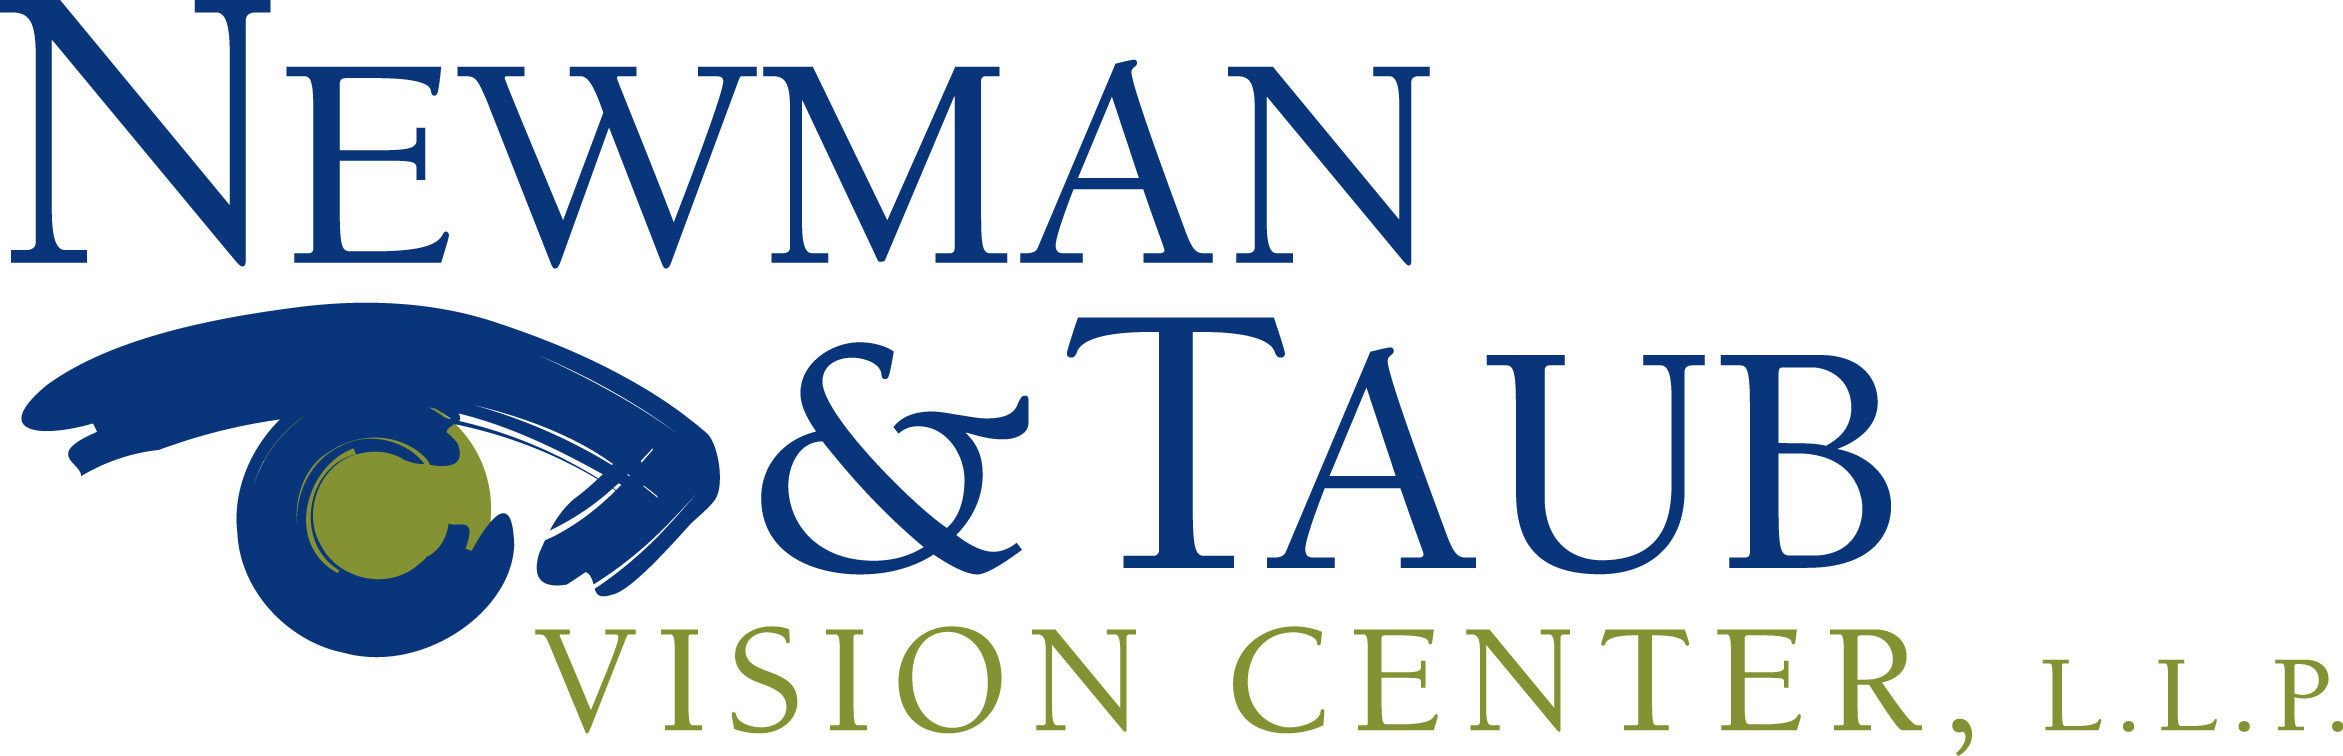 NEWMAN
& TAUB
VISION CENTER, L.L.P.